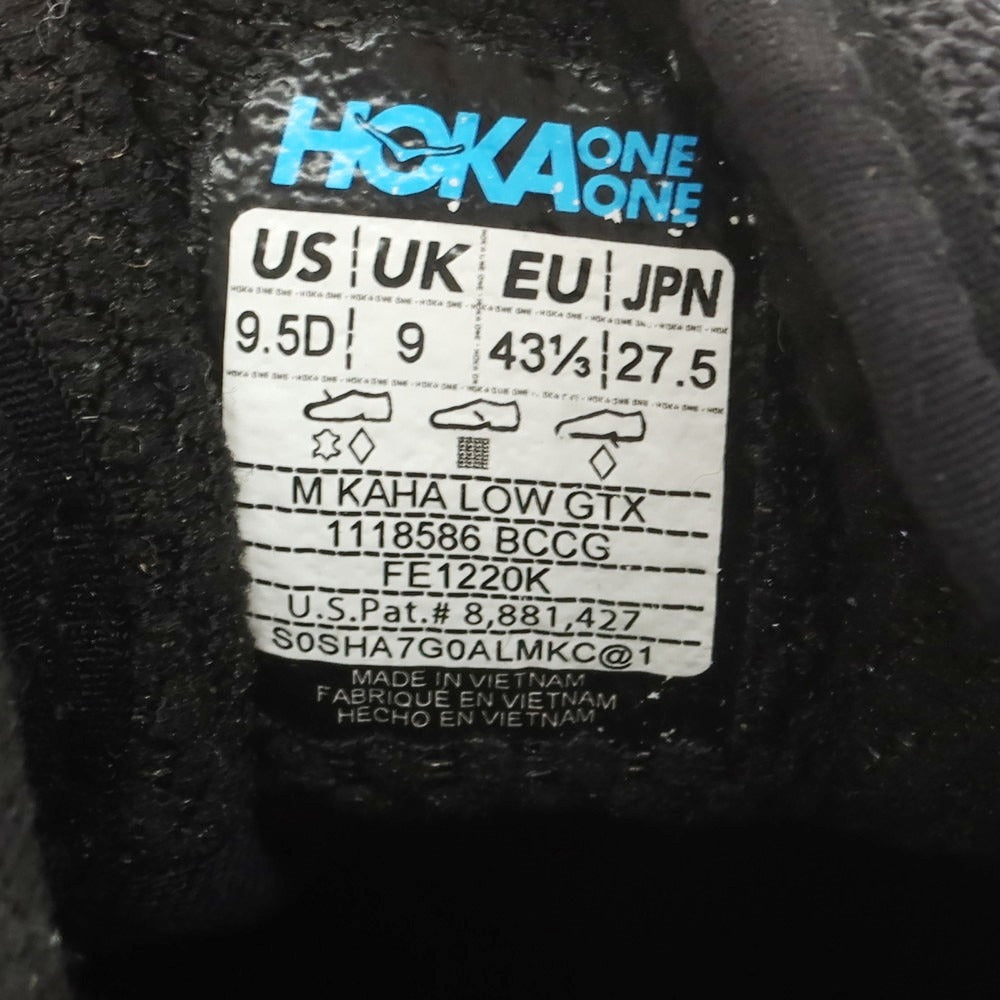 HOKA ONE ONE
US UK EU JPN
9.5D 9 43⅓ 27.5
M KAHA LOW GTX
1118586 BCCG
FE1220K
U.S.Pat.# 8,881,427
S0SHA7G0ALMKC@1
MADE IN VIETNAM
FABRIQUÉ EN VIETNAM
HECHO EN VIETNAM